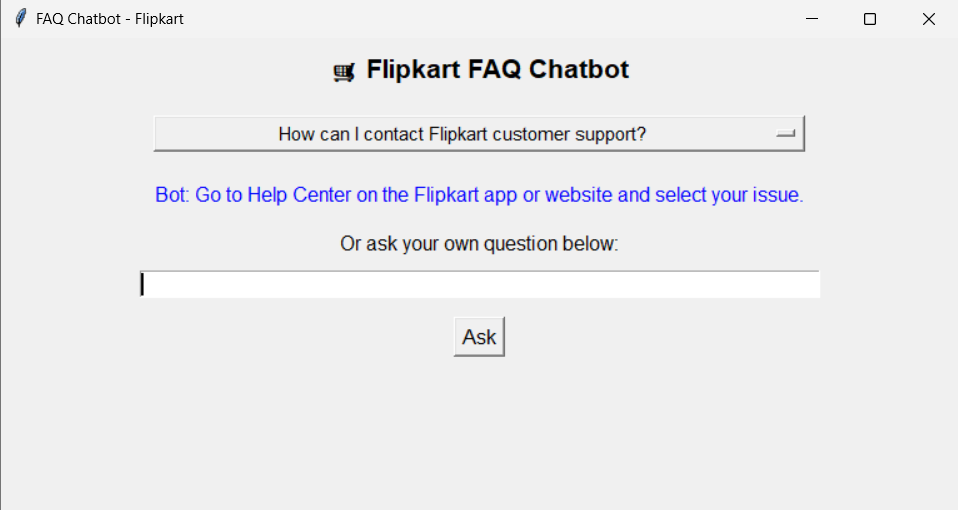 FAQ Chatbot - Flipkart
🛒 Flipkart FAQ Chatbot
How can I contact Flipkart customer support?
Bot: Go to Help Center on the Flipkart app or website and select your issue.
Or ask your own question below:
Ask